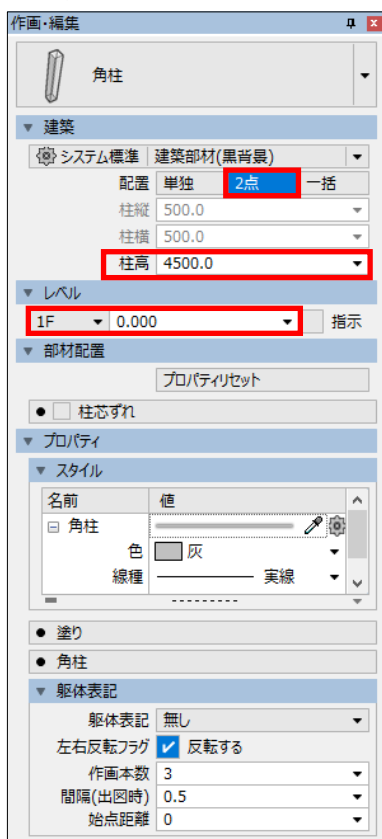 作画・編集
角柱
建築
システム標準 建築部材(黒背景)
配置 単独 2点 一括
柱縦 500.0
柱横 500.0
柱高 4500.0
レベル
1F 0.000 指示
部材配置
プロパティリセット
柱芯ずれ
プロパティ
スタイル
名前 値
角柱
色 灰
線種 実線
塗り
角柱
躯体表記
躯体表記 無し
左右反転フラグ 反転する
作画本数 3
間隔(出図時) 0.5
始点距離 0